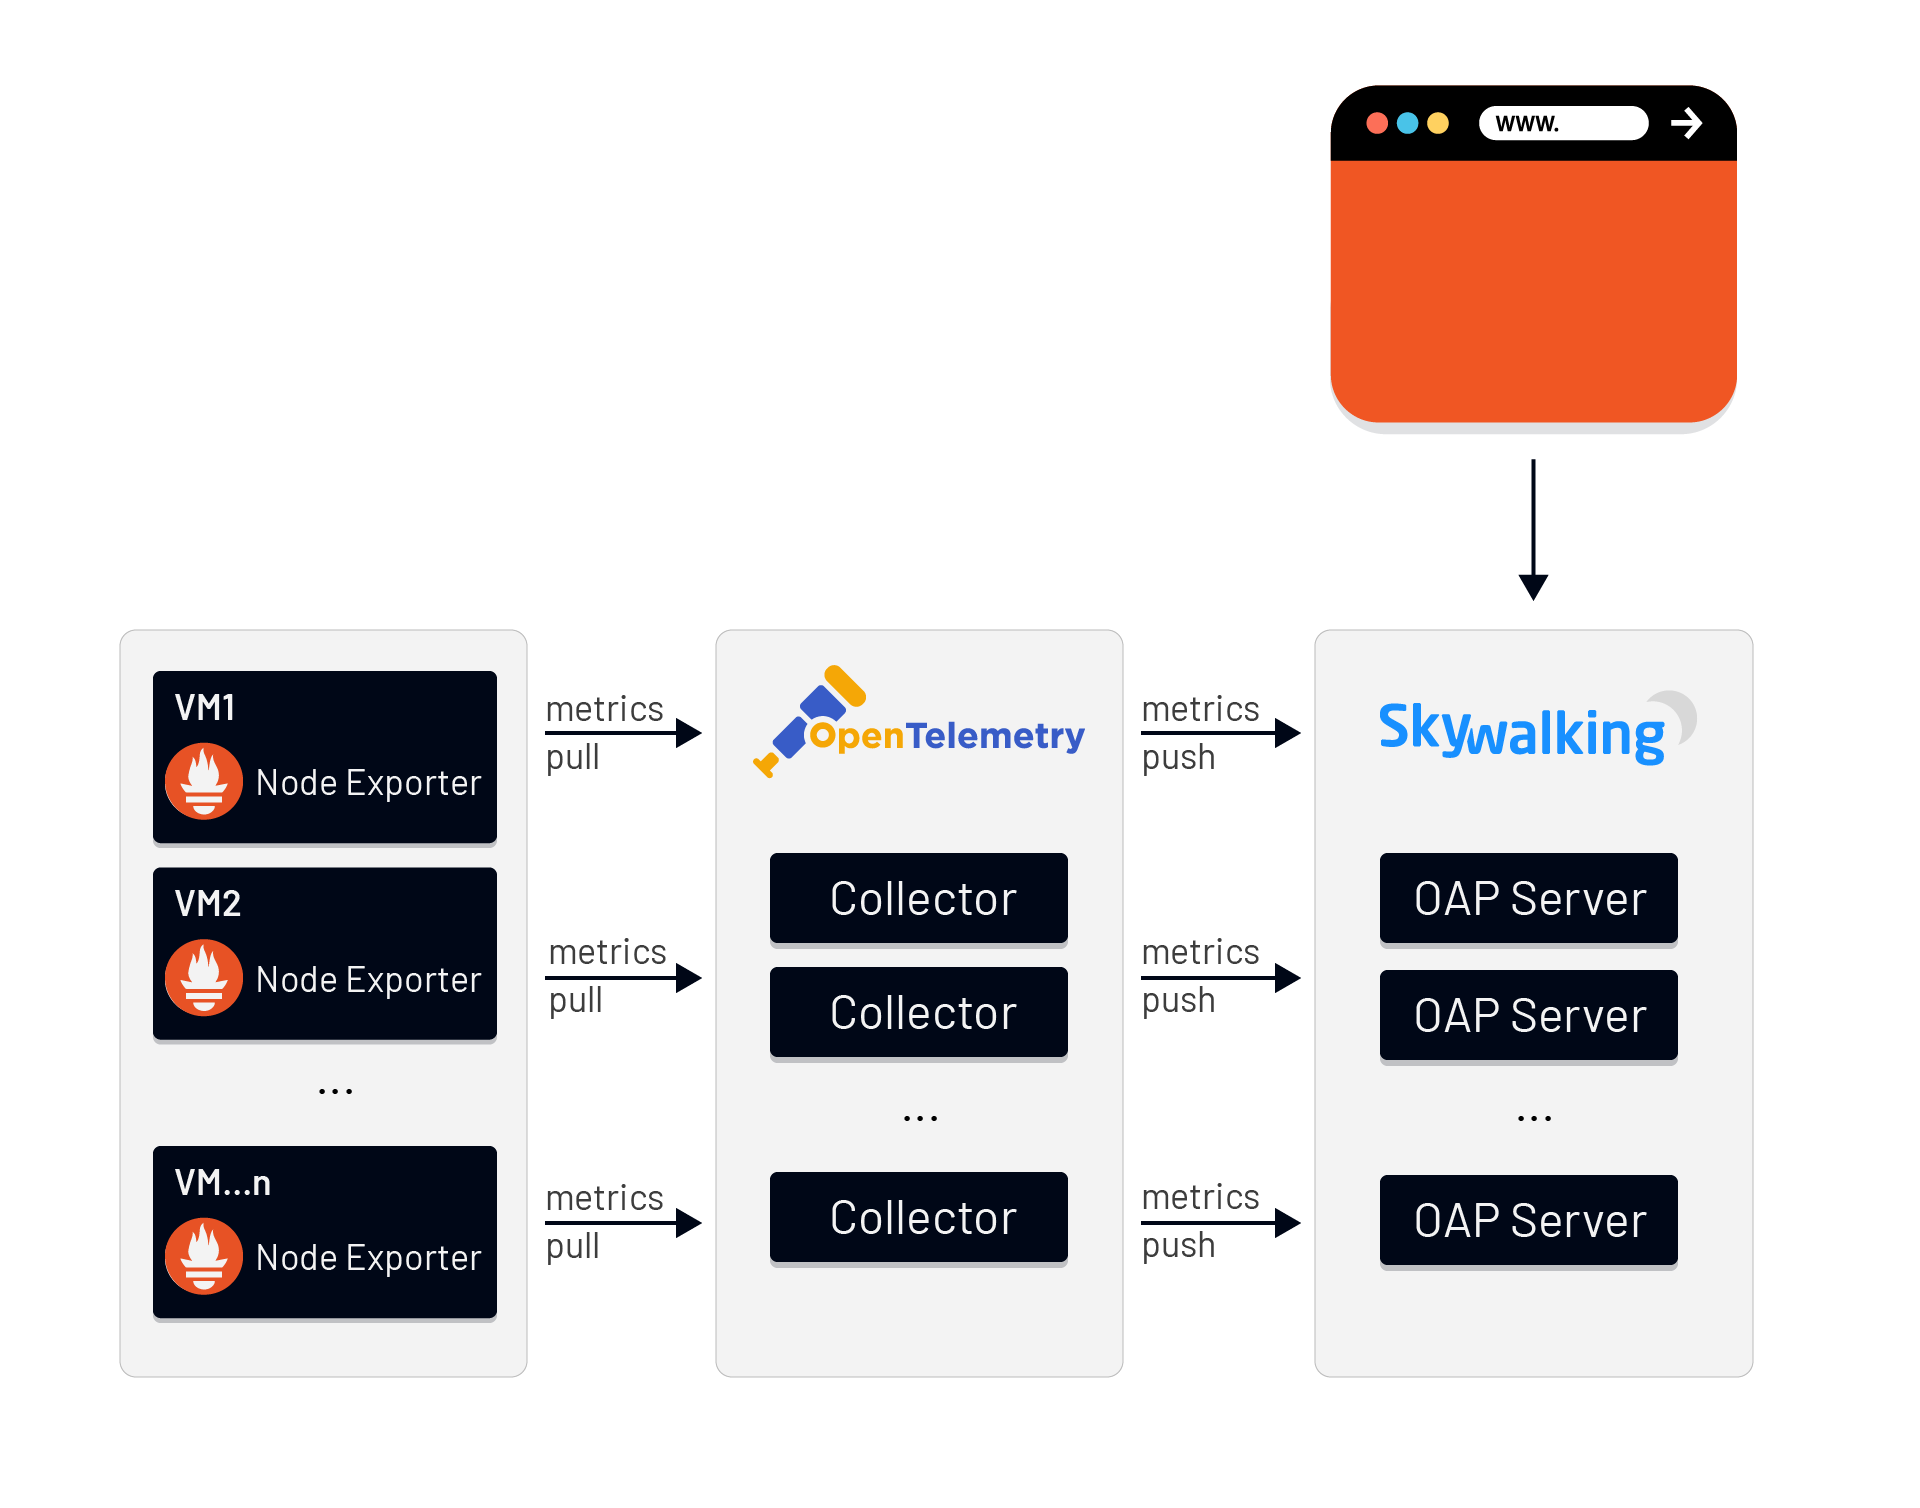 www.
VM1
Node Exporter
VM2
Node Exporter
...
VM...n
Node Exporter
metrics
pull
metrics
pull
metrics
pull
OpenTelemetry
Collector
Collector
...
Collector
metrics
push
metrics
push
metrics
push
Skywalking
OAP Server
OAP Server
...
OAP Server